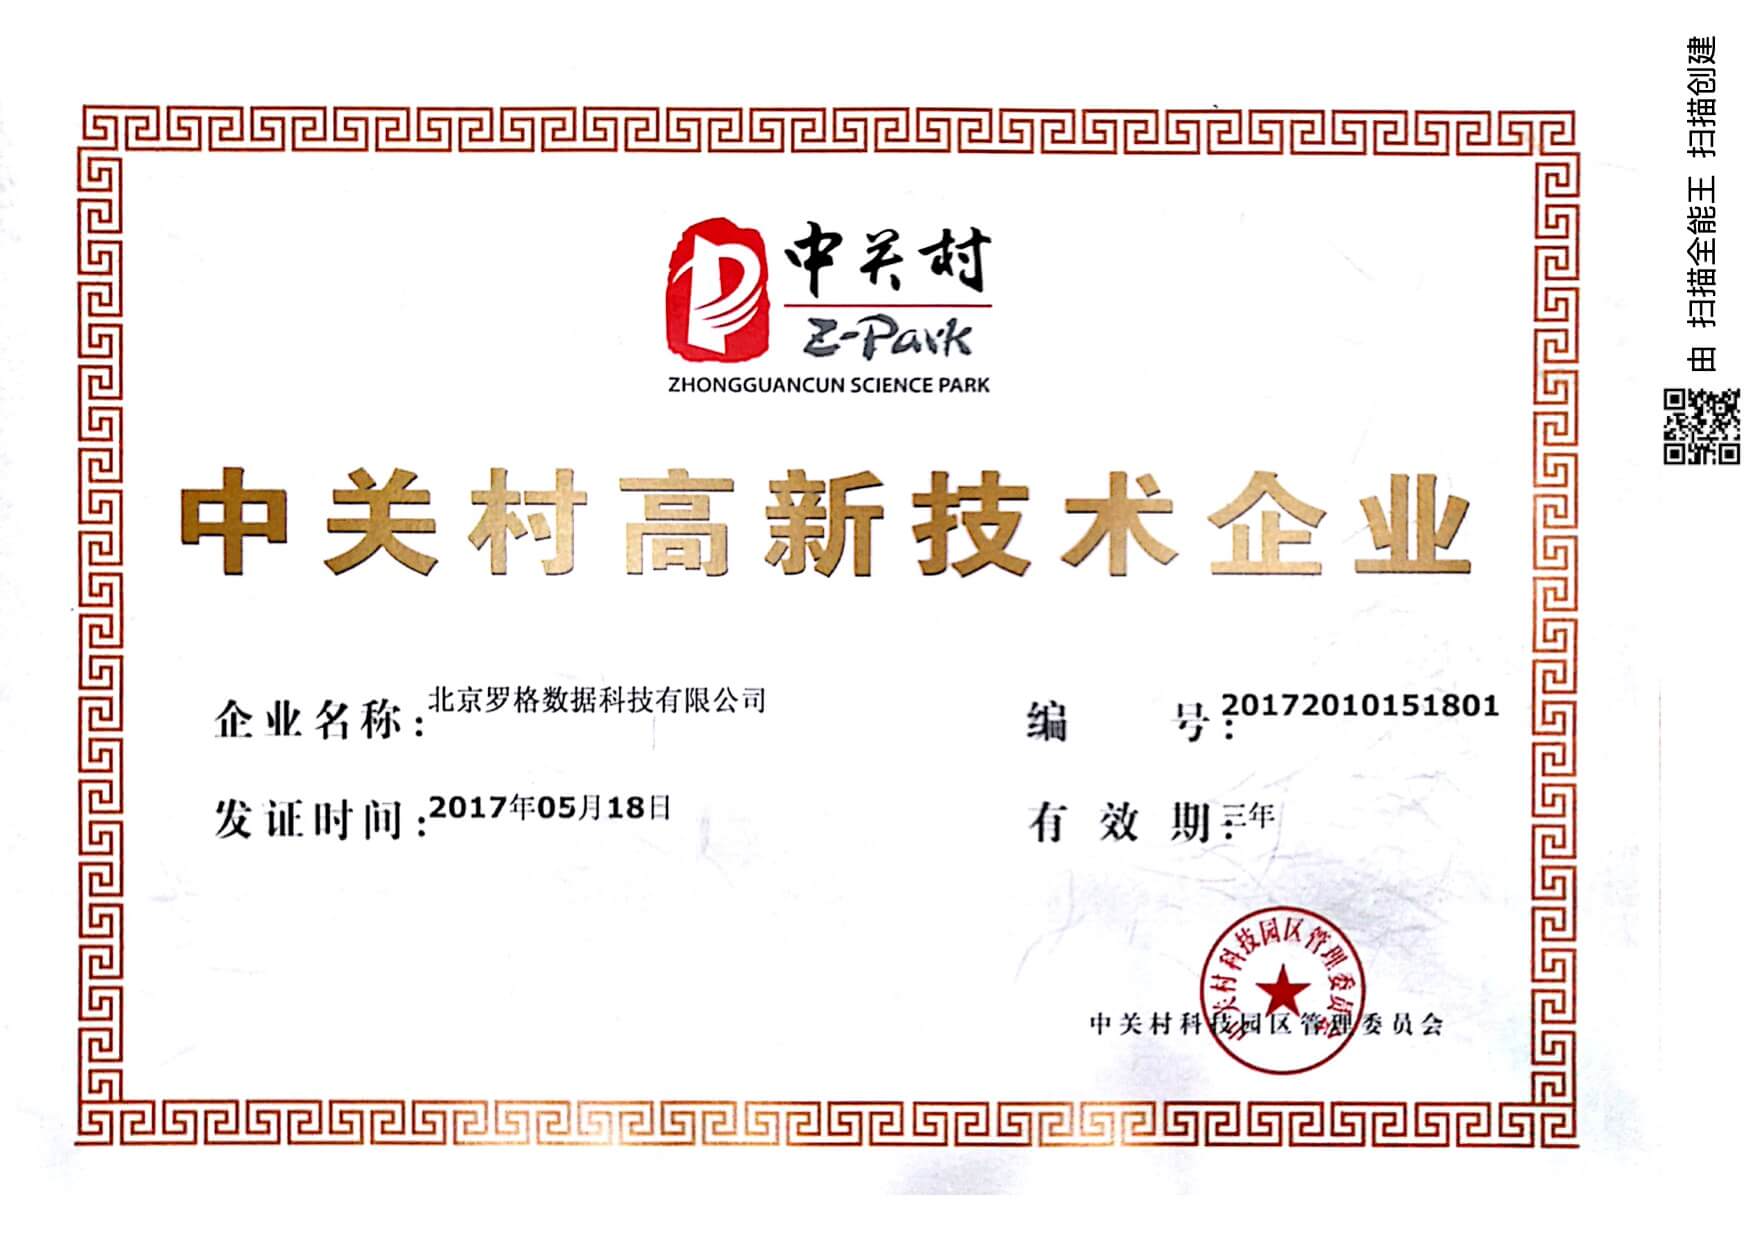 由 扫描全能王 扫描创建
中关村
Z-Park
ZHONGGUANCUN SCIENCE PARK
中关村高新技术企业
企业名称:北京罗格数据科技有限公司
编号:20172010151801
发证时间:2017年05月18日
有效期:三年
中关村科技园区管理委员会
中关村科技园区管理委员会